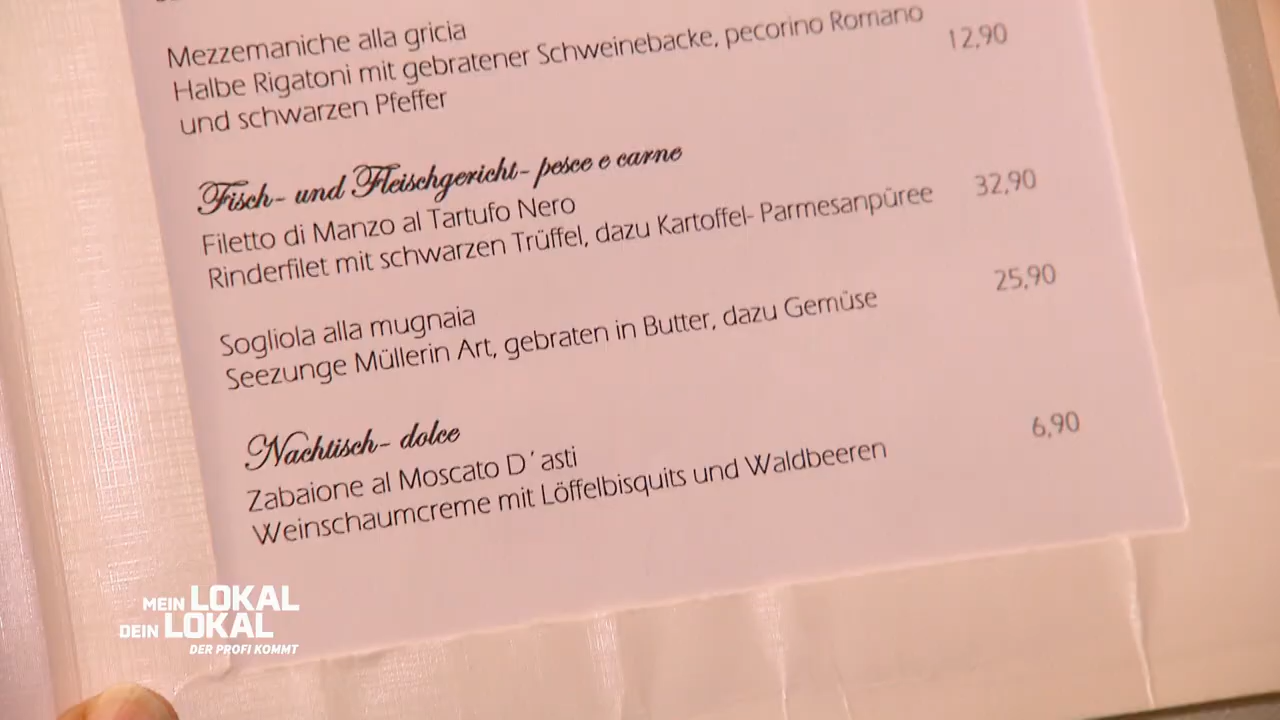 Mezzemaniche alla gricia
Halbe Rigatoni mit gebratener Schweinebacke, pecorino Romano 12,90
und schwarzen Pfeffer
Fisch- und Fleischgericht- pesce e carne
Filetto di Manzo al Tartufo Nero
Rinderfilet mit schwarzen Trüffel, dazu Kartoffel- Parmesanpüree 32,90
Sogliola alla mugnaia
Seezunge Müllerin Art, gebraten in Butter, dazu Gemüse 25,90
Nachtisch- dolce
Zabaione al Moscato D´asti
Weinschaumcreme mit Löffelbisquits und Waldbeeren 6,90
MEIN LOKAL
DEIN LOKAL
DER PROFI KOMMT